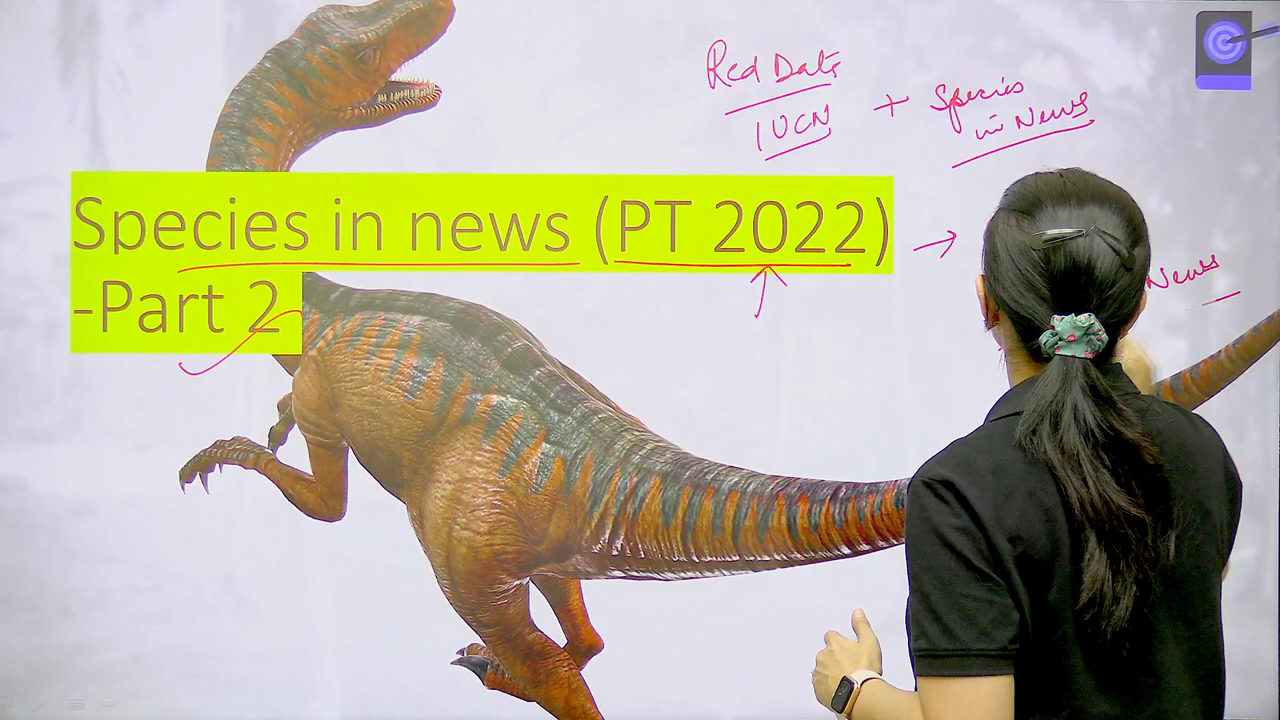 Red Data
IUCN
+ Species
in News
Species in news (PT 2022)
-Part 2
News